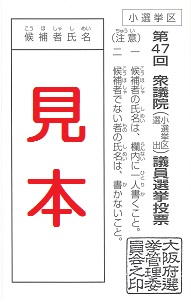 小選挙区
第47回 衆議院(小選挙区選出)議員選挙投票
(注意)
一 候補者の氏名は、欄内に一人書くこと。
二 候補者でない者の氏名は、書かないこと。
候補者氏名
見本
大阪府選
挙管理委
員会之印